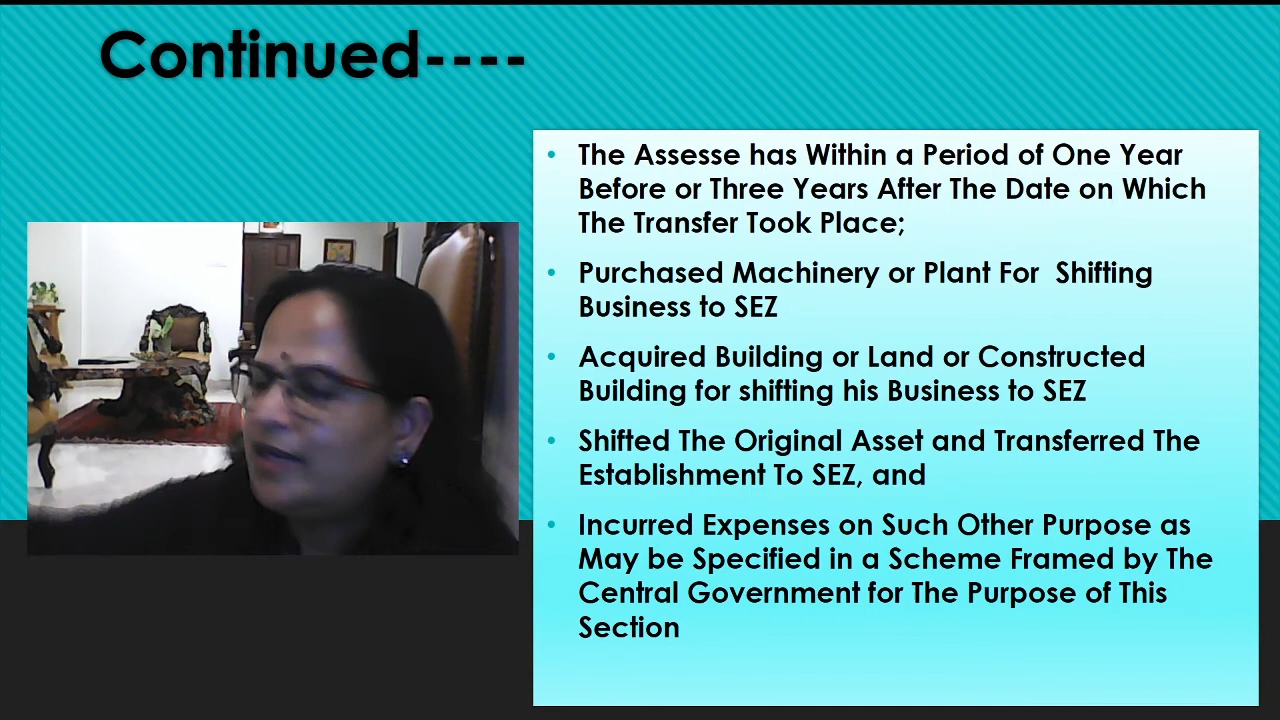 Continued----
• The Assesse has Within a Period of One Year
Before or Three Years After The Date on Which
The Transfer Took Place;
• Purchased Machinery or Plant For  Shifting
Business to SEZ
• Acquired Building or Land or Constructed
Building for shifting his Business to SEZ
• Shifted The Original Asset and Transferred The
Establishment To SEZ, and
• Incurred Expenses on Such Other Purpose as
May be Specified in a Scheme Framed by The
Central Government for The Purpose of This
Section